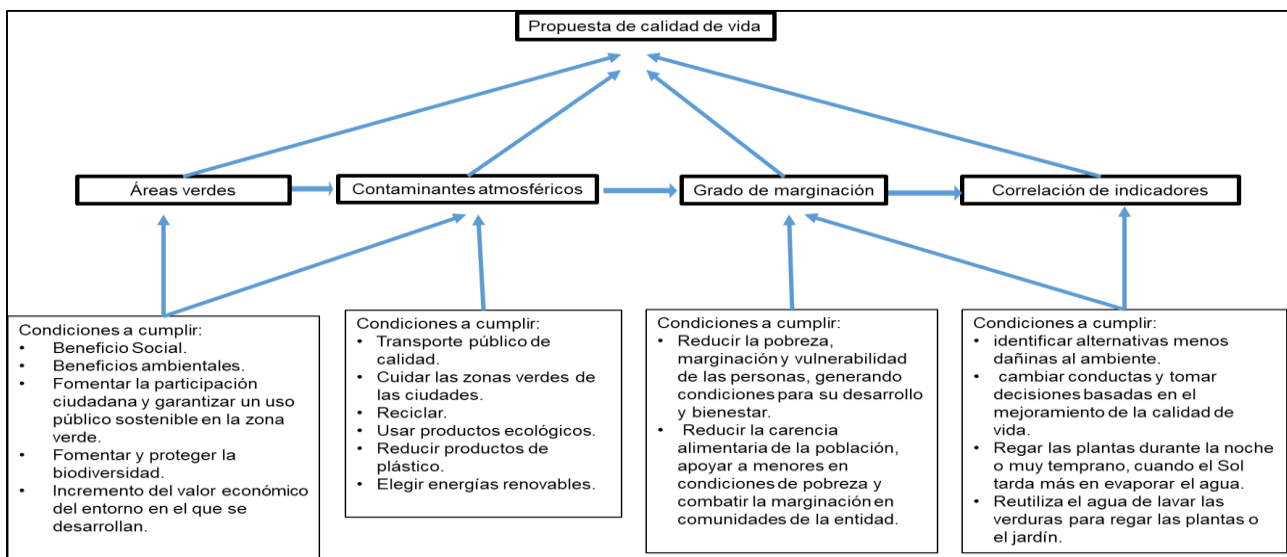 Propuesta de calidad de vida
Áreas verdes
Contaminantes atmosféricos
Grado de marginación
Correlación de indicadores
Condiciones a cumplir:
• Beneficio Social.
• Beneficios ambientales.
• Fomentar la participación
ciudadana y garantizar un uso
público sostenible en la zona
verde.
• Fomentar y proteger la
biodiversidad.
• Incremento del valor económico
del entorno en el que se
desarrollan.
Condiciones a cumplir:
• Transporte público de
calidad.
• Cuidar las zonas verdes de
las ciudades.
• Reciclar.
• Usar productos ecológicos.
• Reducir productos de
plástico.
• Elegir energías renovables.
Condiciones a cumplir:
• Reducir la pobreza,
marginación y vulnerabilidad
de las personas, generando
condiciones para su desarrollo
y bienestar.
• Reducir la carencia
alimentaria de la población,
apoyar a menores en
condiciones de pobreza y
combatir la marginación en
comunidades de la entidad.
Condiciones a cumplir:
• identificar alternativas menos
dañinas al ambiente.
• cambiar conductas y tomar
decisiones basadas en el
mejoramiento de la calidad de
vida.
• Regar las plantas durante la noche
o muy temprano, cuando el Sol
tarda más en evaporar el agua.
• Reutiliza el agua de lavar las
verduras para regar las plantas o
el jardín.